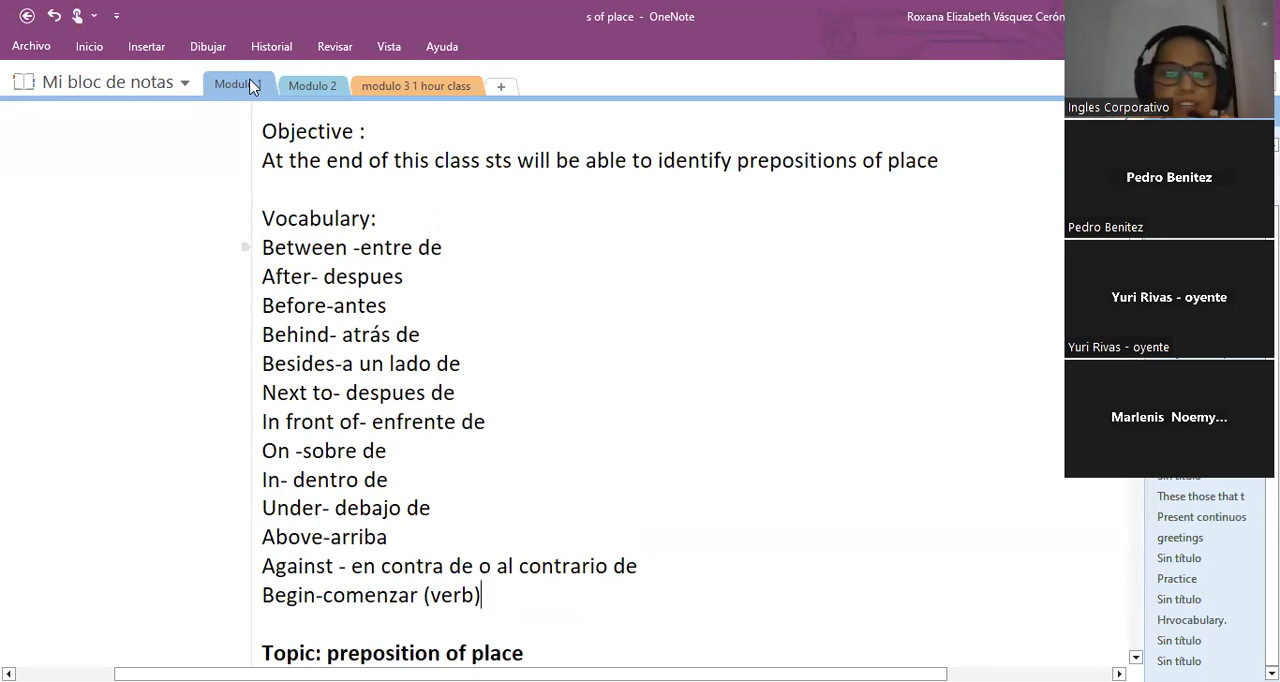 s of place - OneNote
Roxana Elizabeth Vásquez Cerón
Archivo Inicio Insertar Dibujar Historial Revisar Vista Ayuda
Mi bloc de notas
Modulo 1
Modulo 2
modulo 3 1 hour class
+
Objective :
At the end of this class sts will be able to identify prepositions of place
Vocabulary:
Between -entre de
After- despues
Before-antes
Behind- atrás de
Besides-a un lado de
Next to- despues de
In front of- enfrente de
On -sobre de
In- dentro de
Under- debajo de
Above-arriba
Against - en contra de o al contrario de
Begin-comenzar (verb)
Topic: preposition of place
Ingles Corporativo
Pedro Benitez
Pedro Benitez
Yuri Rivas - oyente
Yuri Rivas - oyente
Marlenis Noemy...
Sin título
These those that t
Present continuos
greetings
Sin título
Practice
Sin título
Hrvocabulary.
Sin título
Sin título